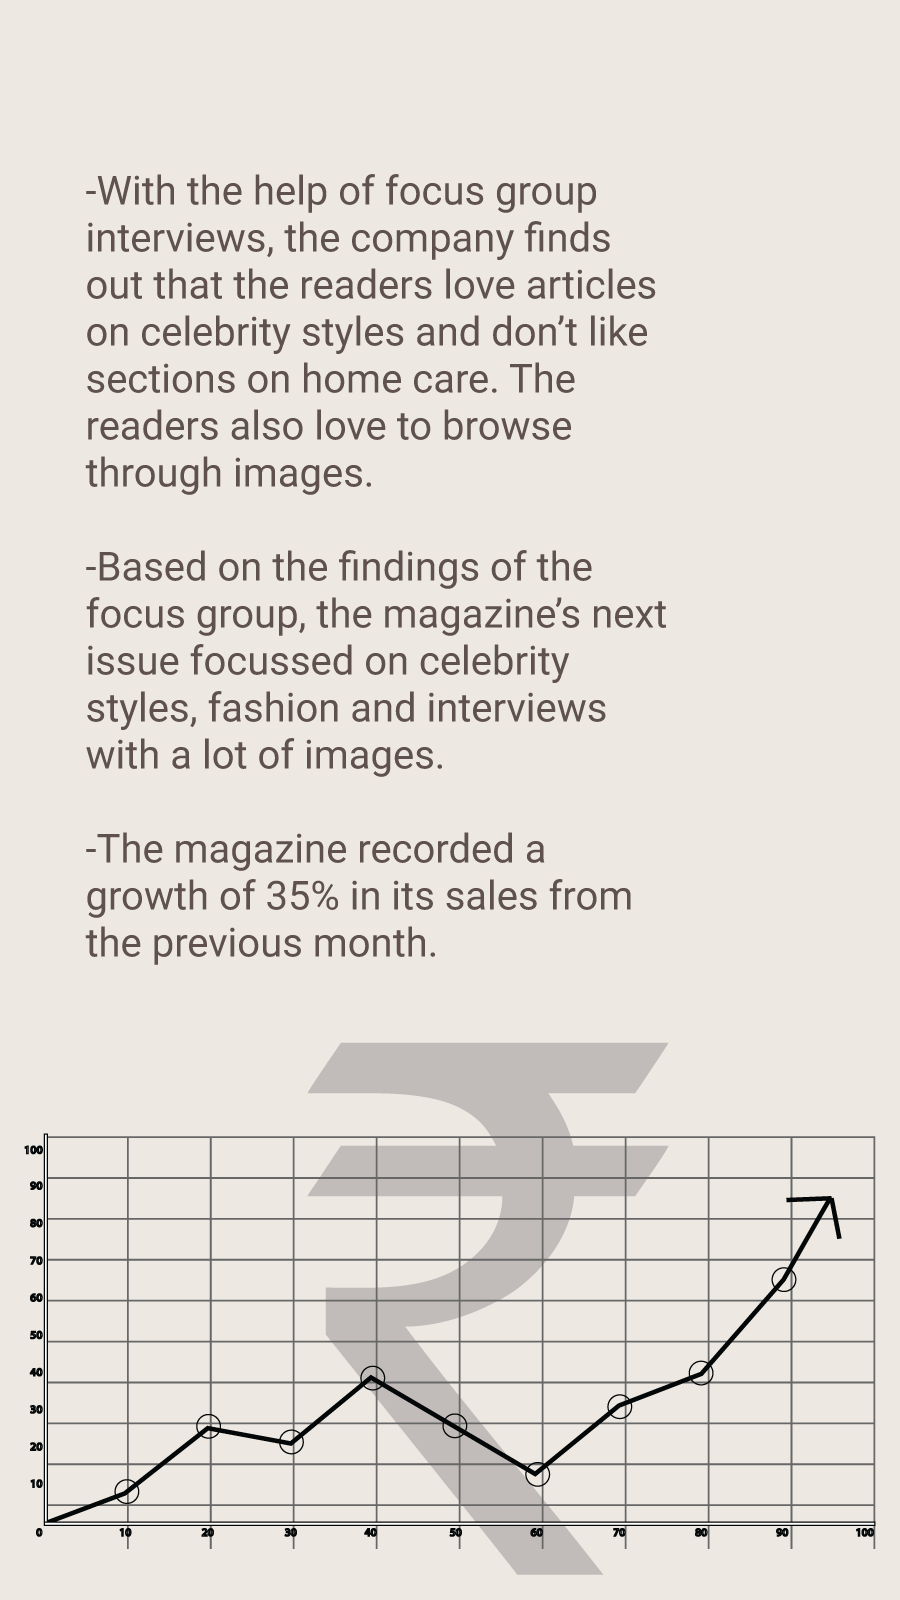 -With the help of focus group
interviews, the company finds
out that the readers love articles
on celebrity styles and don’t like
sections on home care. The
readers also love to browse
through images.
-Based on the findings of the
focus group, the magazine’s next
issue focussed on celebrity
styles, fashion and interviews
with a lot of images.
-The magazine recorded a
growth of 35% in its sales from
the previous month.
₹
100
90
80
70
60
50
40
30
20
10
0 10 20 30 40 50 60 70 80 90 100